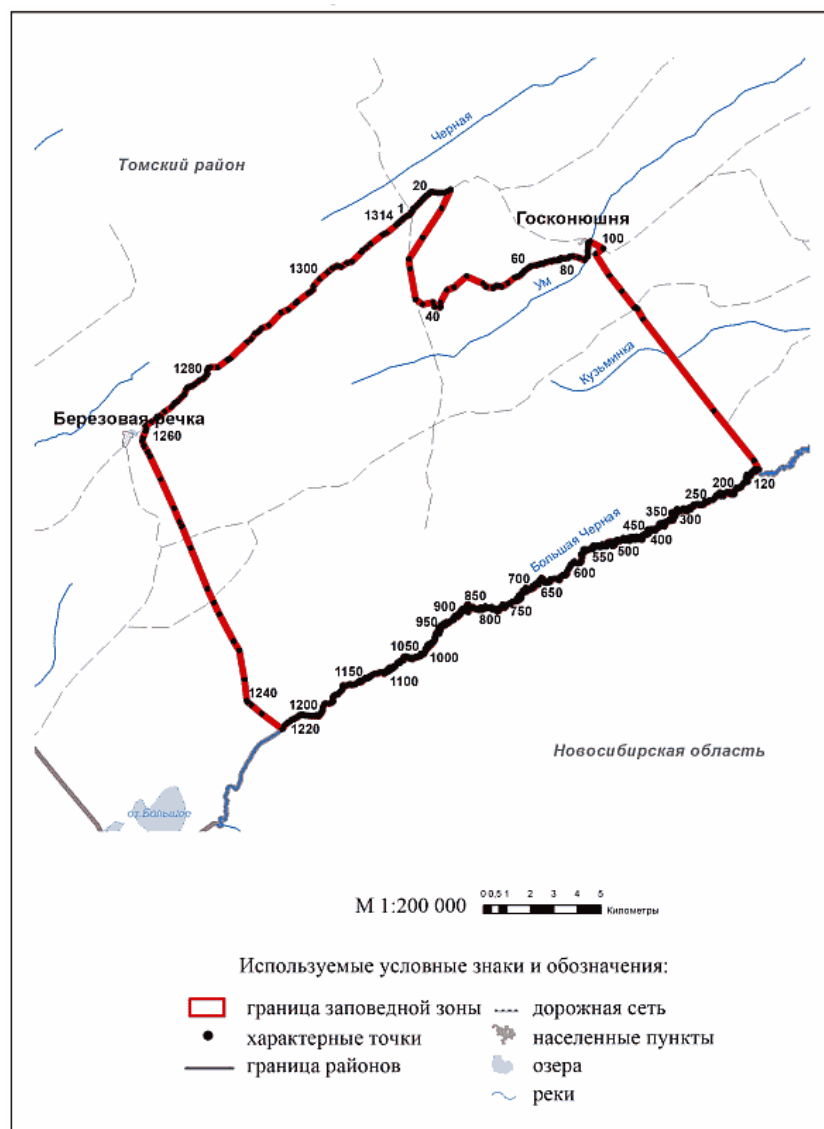 Черная
Томский район
20
1
1314
Госконюшня
100
1300
60
80
Ум
40
Кузьминка
1280
Березовая речка
1260
120
200
250
350
300
450
400
Большая Черная
550
500
600
700
650
850
900
750
800
950
1050
1000
1150
1100
1240
1200
1220
Новосибирская область
оз.Большое
М 1:200 000
0 0,5 1 2 3 4 5
Километры
Используемые условные знаки и обозначения:
граница заповедной зоны
дорожная сеть
характерные точки
населенные пункты
граница районов
озера
реки